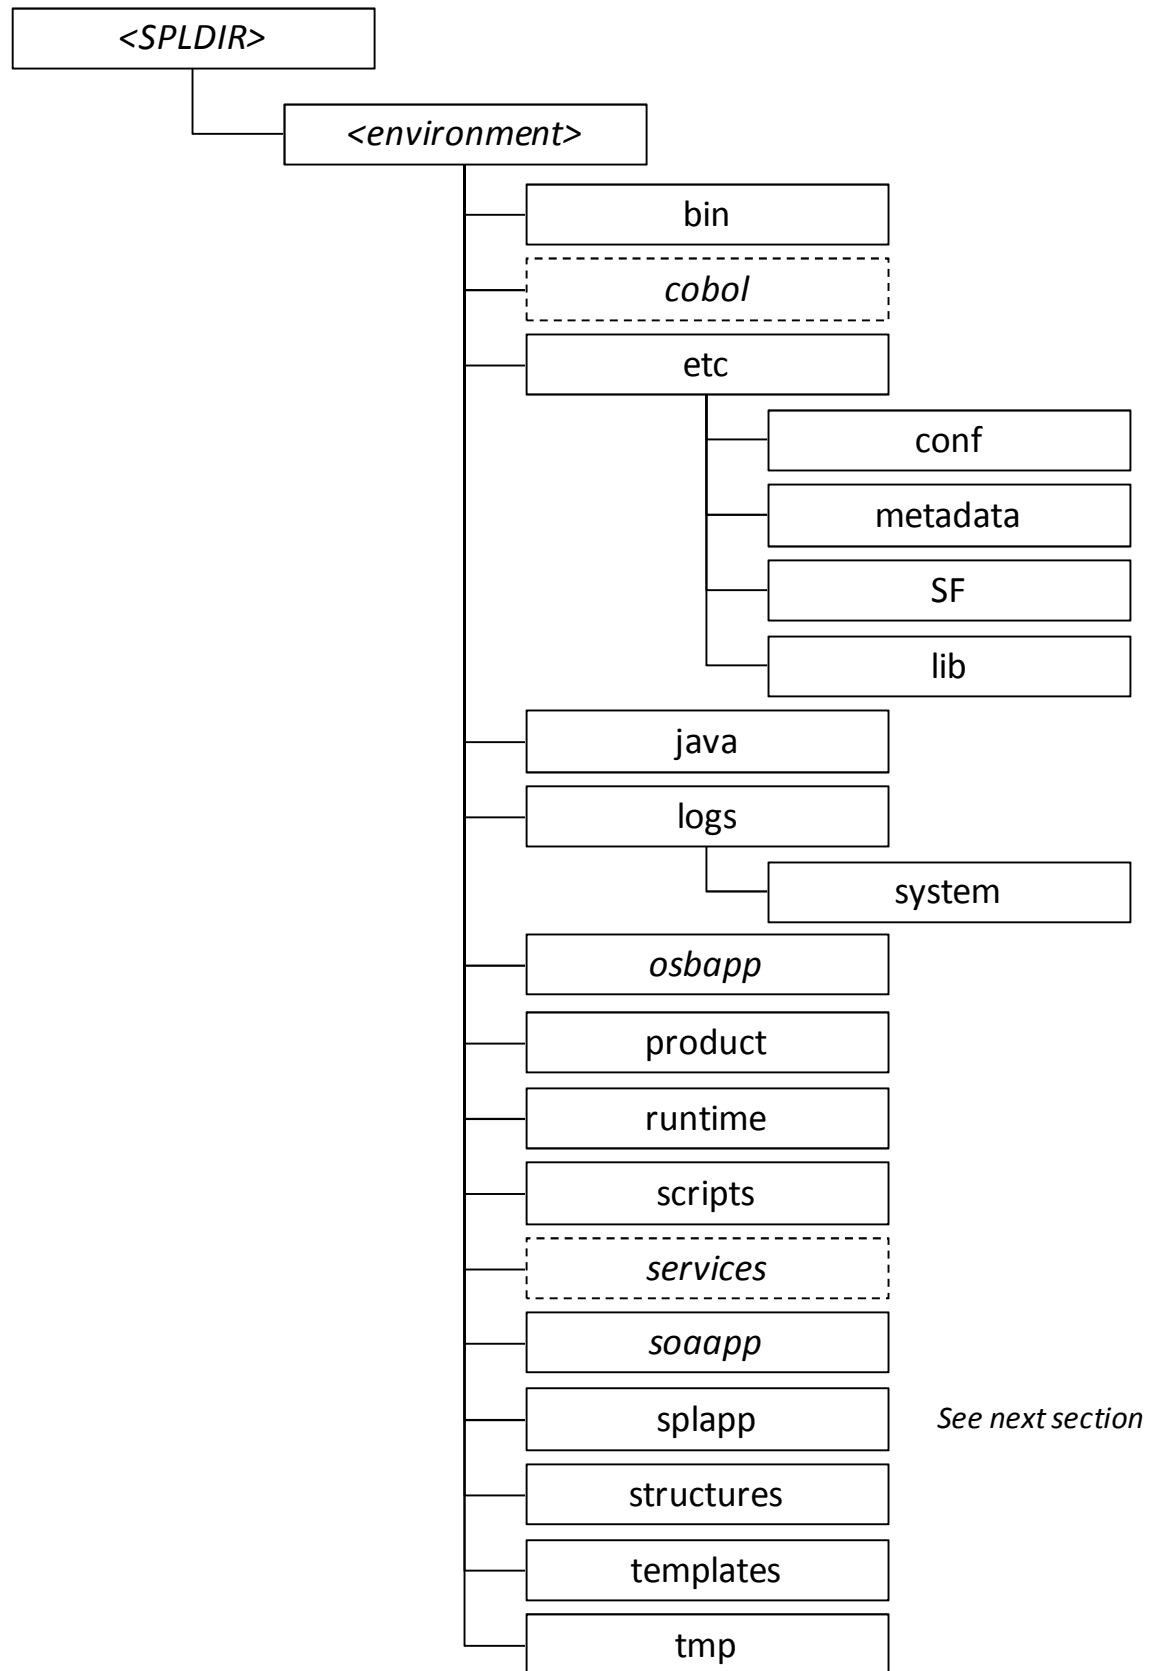 <SPLDIR>
<environment>
bin
cobol
etc
conf
metadata
SF
lib
java
logs
system
osbapp
product
runtime
scripts
services
soaapp
splapp
See next section
structures
templates
tmp